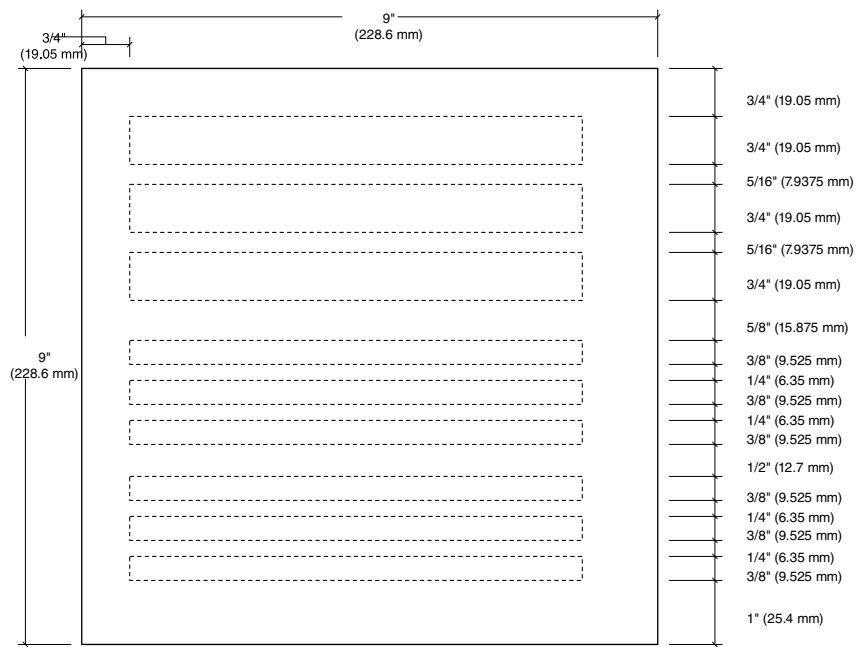 9"
(228.6 mm)
3/4"
(19.05 mm)
3/4" (19.05 mm)
3/4" (19.05 mm)
5/16" (7.9375 mm)
3/4" (19.05 mm)
5/16" (7.9375 mm)
3/4" (19.05 mm)
5/8" (15.875 mm)
9"
(228.6 mm)
3/8" (9.525 mm)
1/4" (6.35 mm)
3/8" (9.525 mm)
1/4" (6.35 mm)
3/8" (9.525 mm)
1/2" (12.7 mm)
3/8" (9.525 mm)
1/4" (6.35 mm)
3/8" (9.525 mm)
1/4" (6.35 mm)
3/8" (9.525 mm)
1" (25.4 mm)